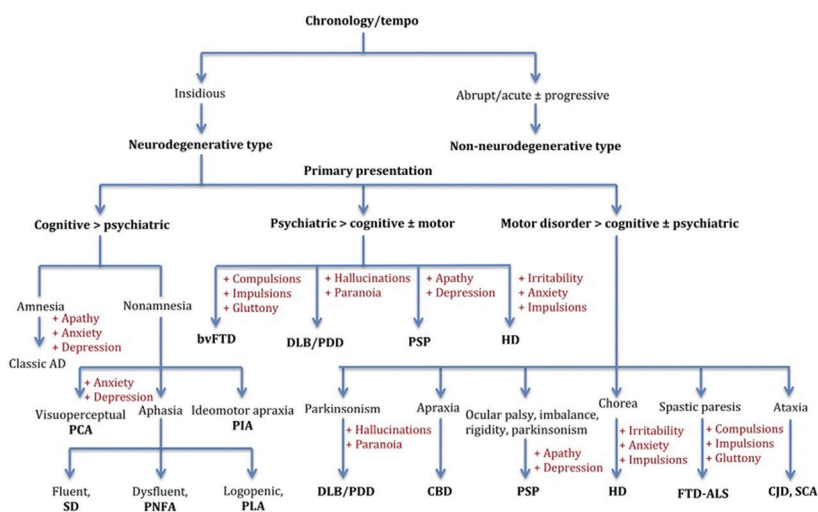 Chronology/tempo
Insidious
Abrupt/acute ± progressive
Neurodegenerative type
Non-neurodegenerative type
Primary presentation
Cognitive > psychiatric
Psychiatric > cognitive ± motor
Motor disorder > cognitive ± psychiatric
Amnesia
+ Apathy
+ Anxiety
+ Depression
Classic AD
Nonamnesia
+ Compulsions
+ Impulsions
+ Gluttony
bvFTD
+ Hallucinations
+ Paranoia
DLB/PDD
+ Apathy
+ Depression
PSP
+ Irritability
+ Anxiety
+ Impulsions
HD
+ Anxiety
+ Depression
Visuoperceptual
PCA
Aphasia
Ideomotor apraxia
PIA
Fluent,
SD
Dysfluent,
PNFA
Logopenic,
PLA
Parkinsonism
+ Hallucinations
+ Paranoia
DLB/PDD
Apraxia
CBD
Ocular palsy, imbalance,
rigidity, parkinsonism
+ Apathy
+ Depression
PSP
Chorea
+ Irritability
+ Anxiety
+ Impulsions
HD
Spastic paresis
+ Compulsions
+ Impulsions
+ Gluttony
FTD-ALS
Ataxia
CJD, SCA